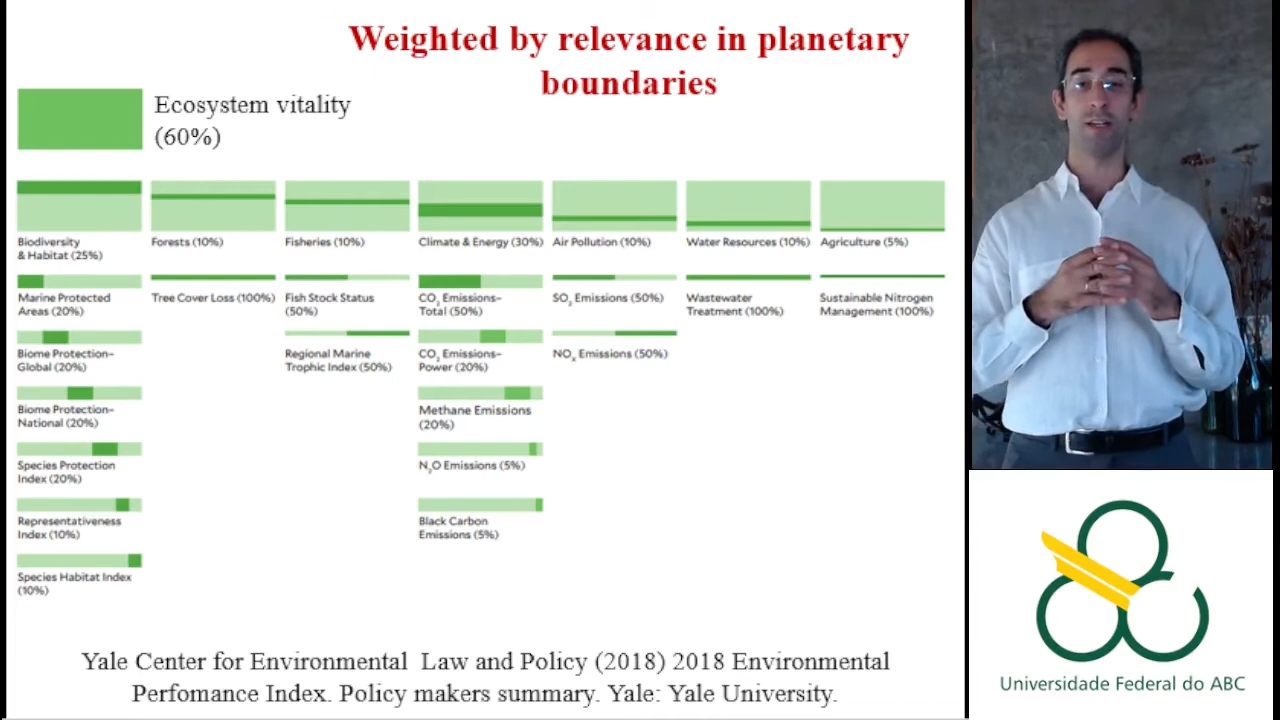 Weighted by relevance in planetary
boundaries
Ecosystem vitality
(60%)
Biodiversity
& Habitat (25%)
Forests (10%)
Fisheries (10%)
Climate & Energy (30%)
Air Pollution (10%)
Water Resources (10%)
Agriculture (5%)
Marine Protected
Areas (20%)
Tree Cover Loss (100%)
Fish Stock Status
(50%)
CO₂ Emissions–
Total (50%)
SO₂ Emissions (50%)
Wastewater
Treatment (100%)
Sustainable Nitrogen
Management (100%)
Biome Protection–
Global (20%)
Regional Marine
Trophic Index (50%)
CO₂ Emissions–
Power (20%)
NOₓ Emissions (50%)
Biome Protection–
National (20%)
Methane Emissions
(20%)
Species Protection
Index (20%)
N₂O Emissions (5%)
Representativeness
Index (10%)
Black Carbon
Emissions (5%)
Species Habitat Index
(10%)
Yale Center for Environmental Law and Policy (2018) 2018 Environmental
Perfomance Index. Policy makers summary. Yale: Yale University.
Universidade Federal do ABC